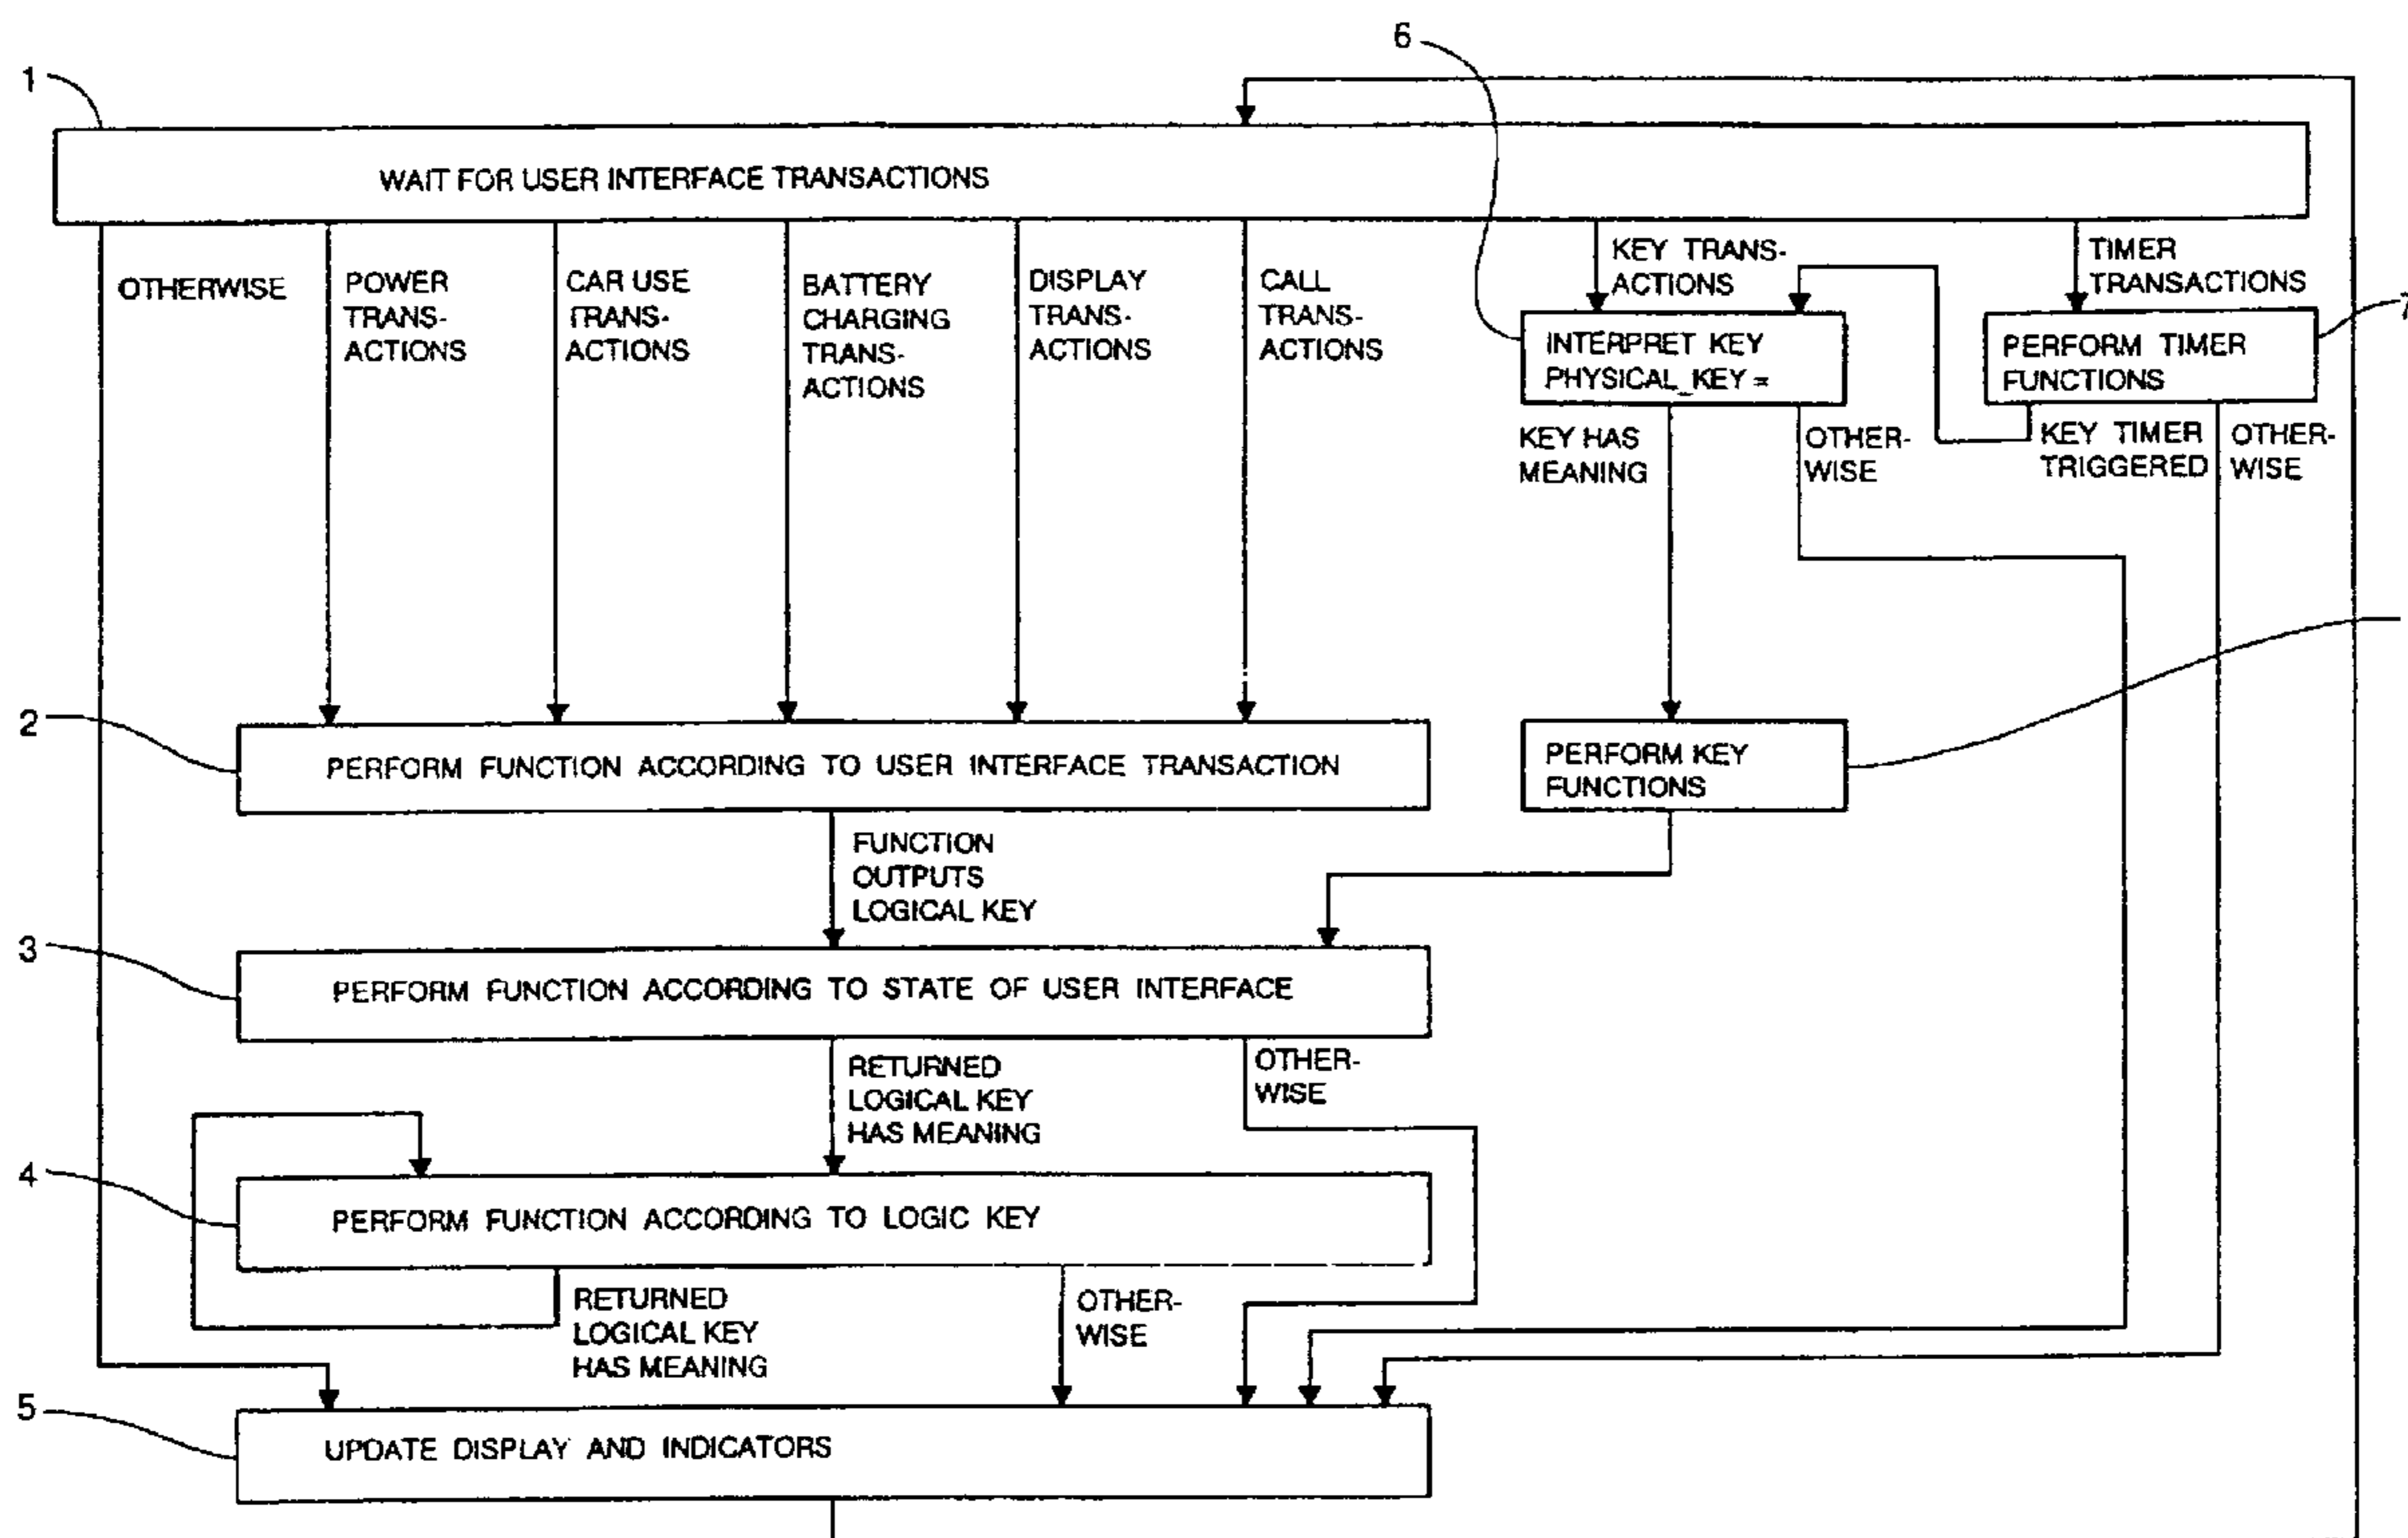 6
1
WAIT FOR USER INTERFACE TRANSACTIONS
OTHERWISE
POWER
TRANS-
ACTIONS
CAR USE
TRANS-
ACTIONS
BATTERY
CHARGING
TRANS-
ACTIONS
DISPLAY
TRANS-
ACTIONS
CALL
TRANS-
ACTIONS
KEY TRANS-
ACTIONS
TIMER
TRANSACTIONS
7
INTERPRET KEY
PHYSICAL_KEY =
PERFORM TIMER
FUNCTIONS
KEY HAS
MEANING
OTHER-
WISE
KEY TIMER
TRIGGERED
OTHER-
WISE
2
PERFORM FUNCTION ACCORDING TO USER INTERFACE TRANSACTION
PERFORM KEY
FUNCTIONS
FUNCTION
OUTPUTS
LOGICAL KEY
3
PERFORM FUNCTION ACCORDING TO STATE OF USER INTERFACE
RETURNED
LOGICAL KEY
HAS MEANING
OTHER-
WISE
4
PERFORM FUNCTION ACCORDING TO LOGIC KEY
RETURNED
LOGICAL KEY
HAS MEANING
OTHER-
WISE
5
UPDATE DISPLAY AND INDICATORS